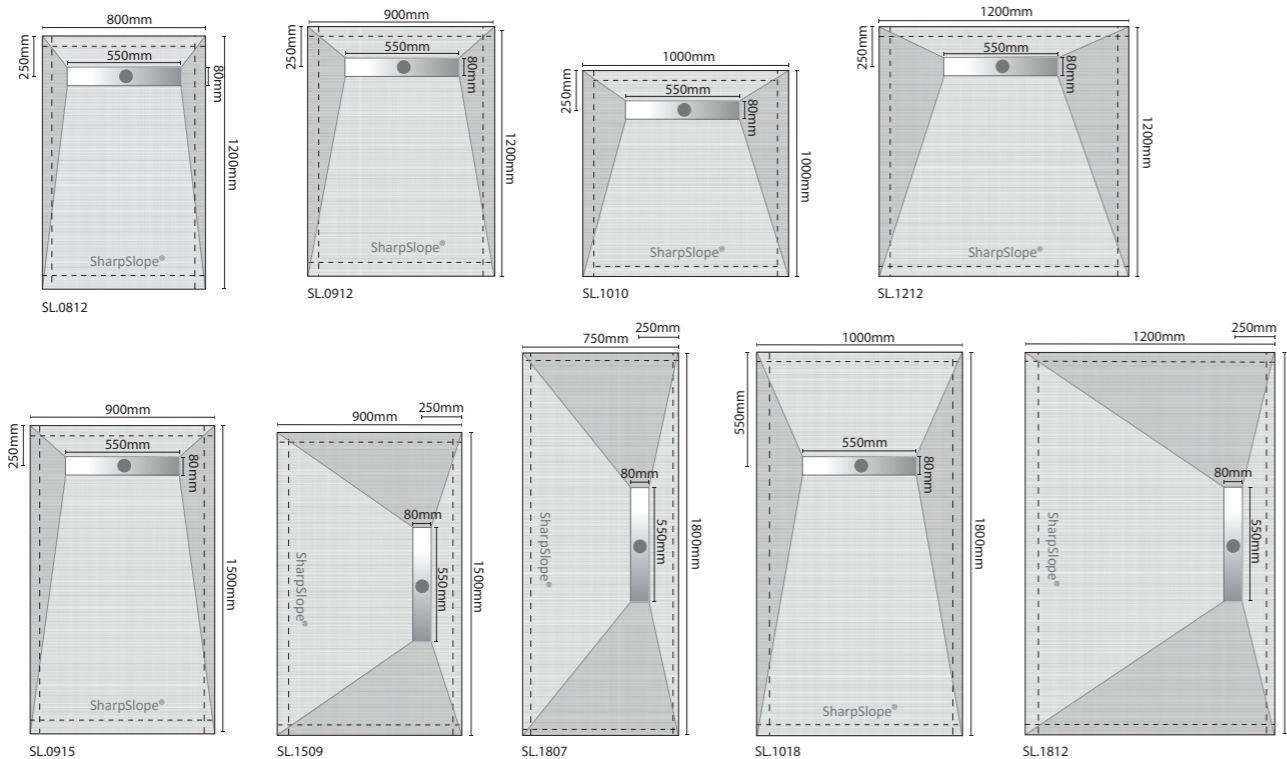 800mm
250mm
550mm
80mm
1200mm
SharpSlope®
SL.0812
900mm
250mm
550mm
80mm
1200mm
SharpSlope®
SL.0912
1000mm
250mm
550mm
80mm
1000mm
SharpSlope®
SL.1010
1200mm
250mm
550mm
80mm
1200mm
SharpSlope®
SL.1212
900mm
250mm
550mm
80mm
1500mm
SharpSlope®
SL.0915
250mm
900mm
80mm
550mm
1500mm
SharpSlope®
SL.1509
250mm
750mm
80mm
550mm
1800mm
SharpSlope®
SL.1807
1000mm
550mm
550mm
80mm
1800mm
SharpSlope®
SL.1018
250mm
1200mm
80mm
550mm
SharpSlope®
SL.1812